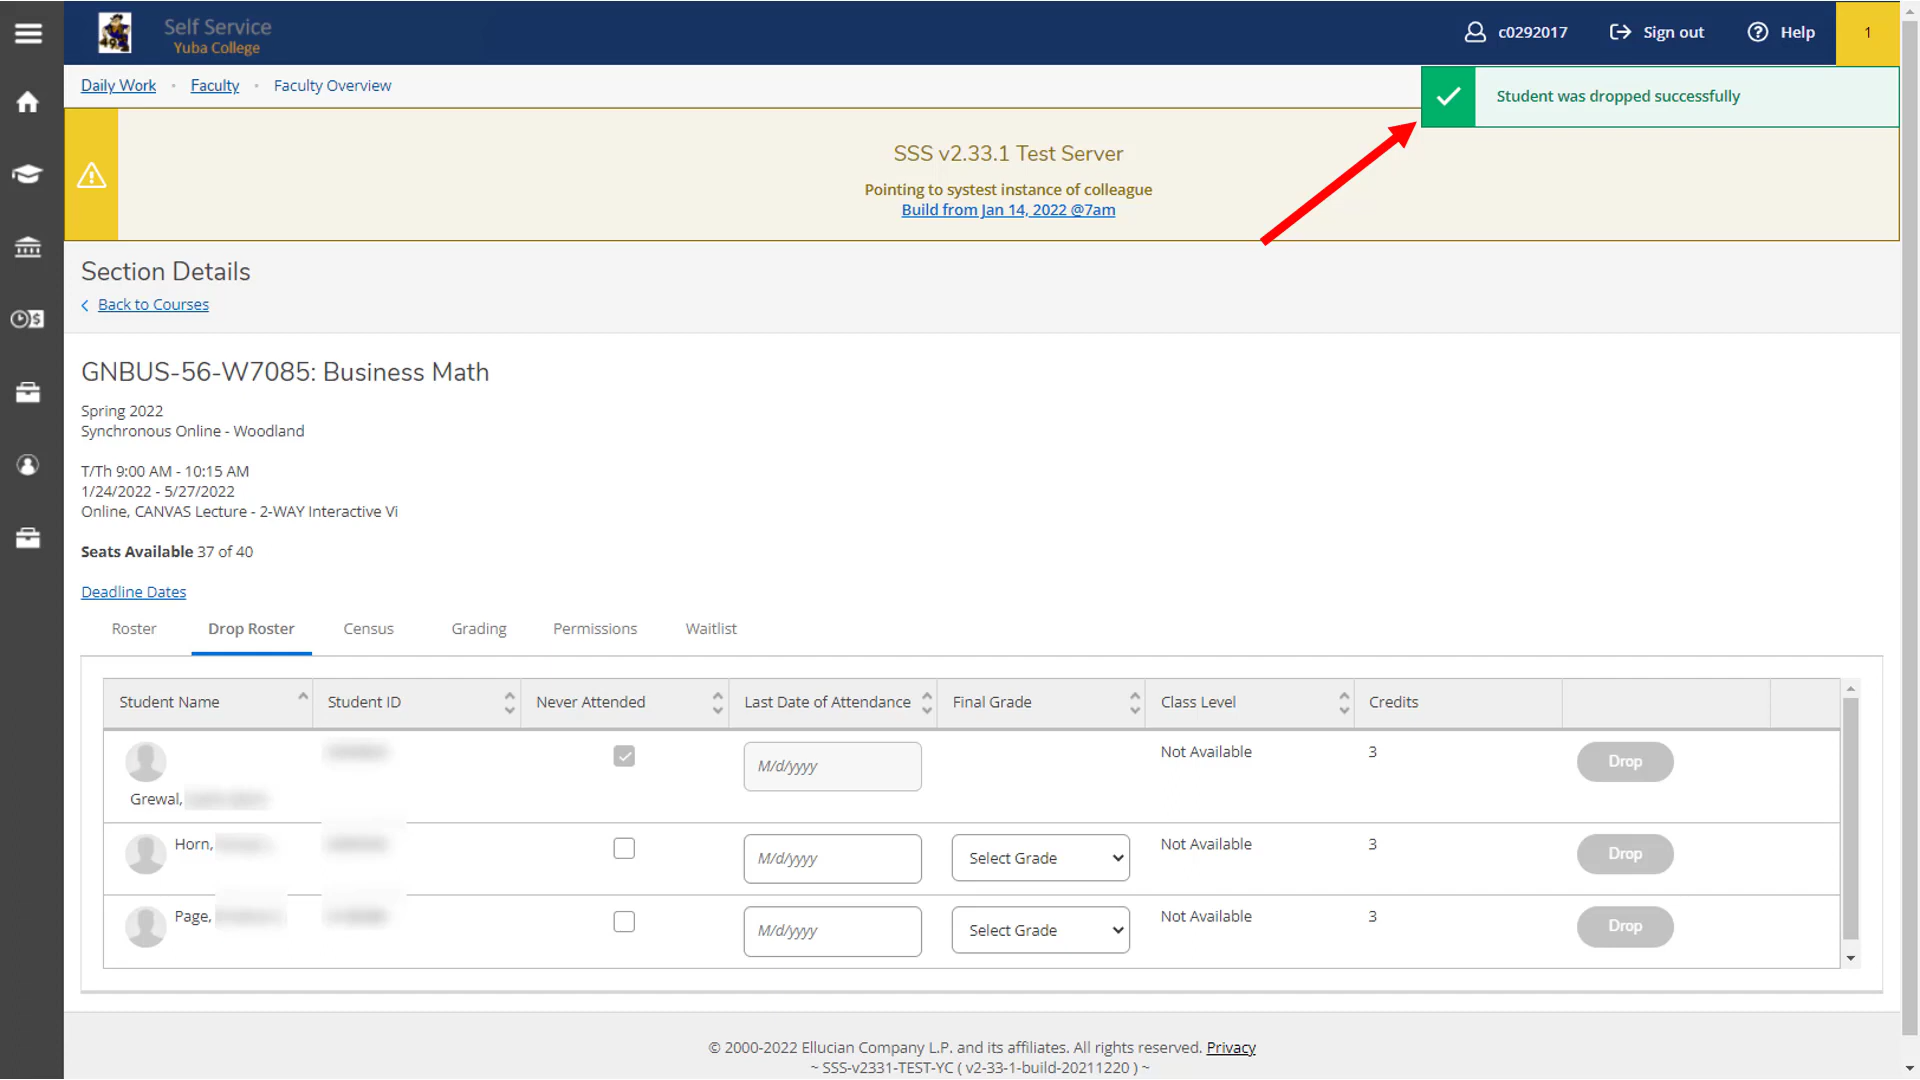 Self Service
Yuba College
c0292017
Sign out
Help
1
Daily Work
Faculty
Faculty Overview
Student was dropped successfully
SSS v2.33.1 Test Server
Pointing to systest instance of colleague
Build from Jan 14, 2022 @7am
Section Details
Back to Courses
GNBUS-56-W7085: Business Math
Spring 2022
Synchronous Online - Woodland
T/Th 9:00 AM - 10:15 AM
1/24/2022 - 5/27/2022
Online, CANVAS Lecture - 2-WAY Interactive Vi
Seats Available 37 of 40
Deadline Dates
Roster Drop Roster Census Grading Permissions Waitlist
Student Name Student ID Never Attended Last Date of Attendance Final Grade Class Level Credits
M/d/yyyy Not Available 3 Drop
Grewal,
Horn, M/d/yyyy Select Grade Not Available 3 Drop
Page, M/d/yyyy Select Grade Not Available 3 Drop
© 2000-2022 Ellucian Company L.P. and its affiliates. All rights reserved. Privacy
~ SSS-v2331-TEST-YC ( v2-33-1-build-20211220 ) ~